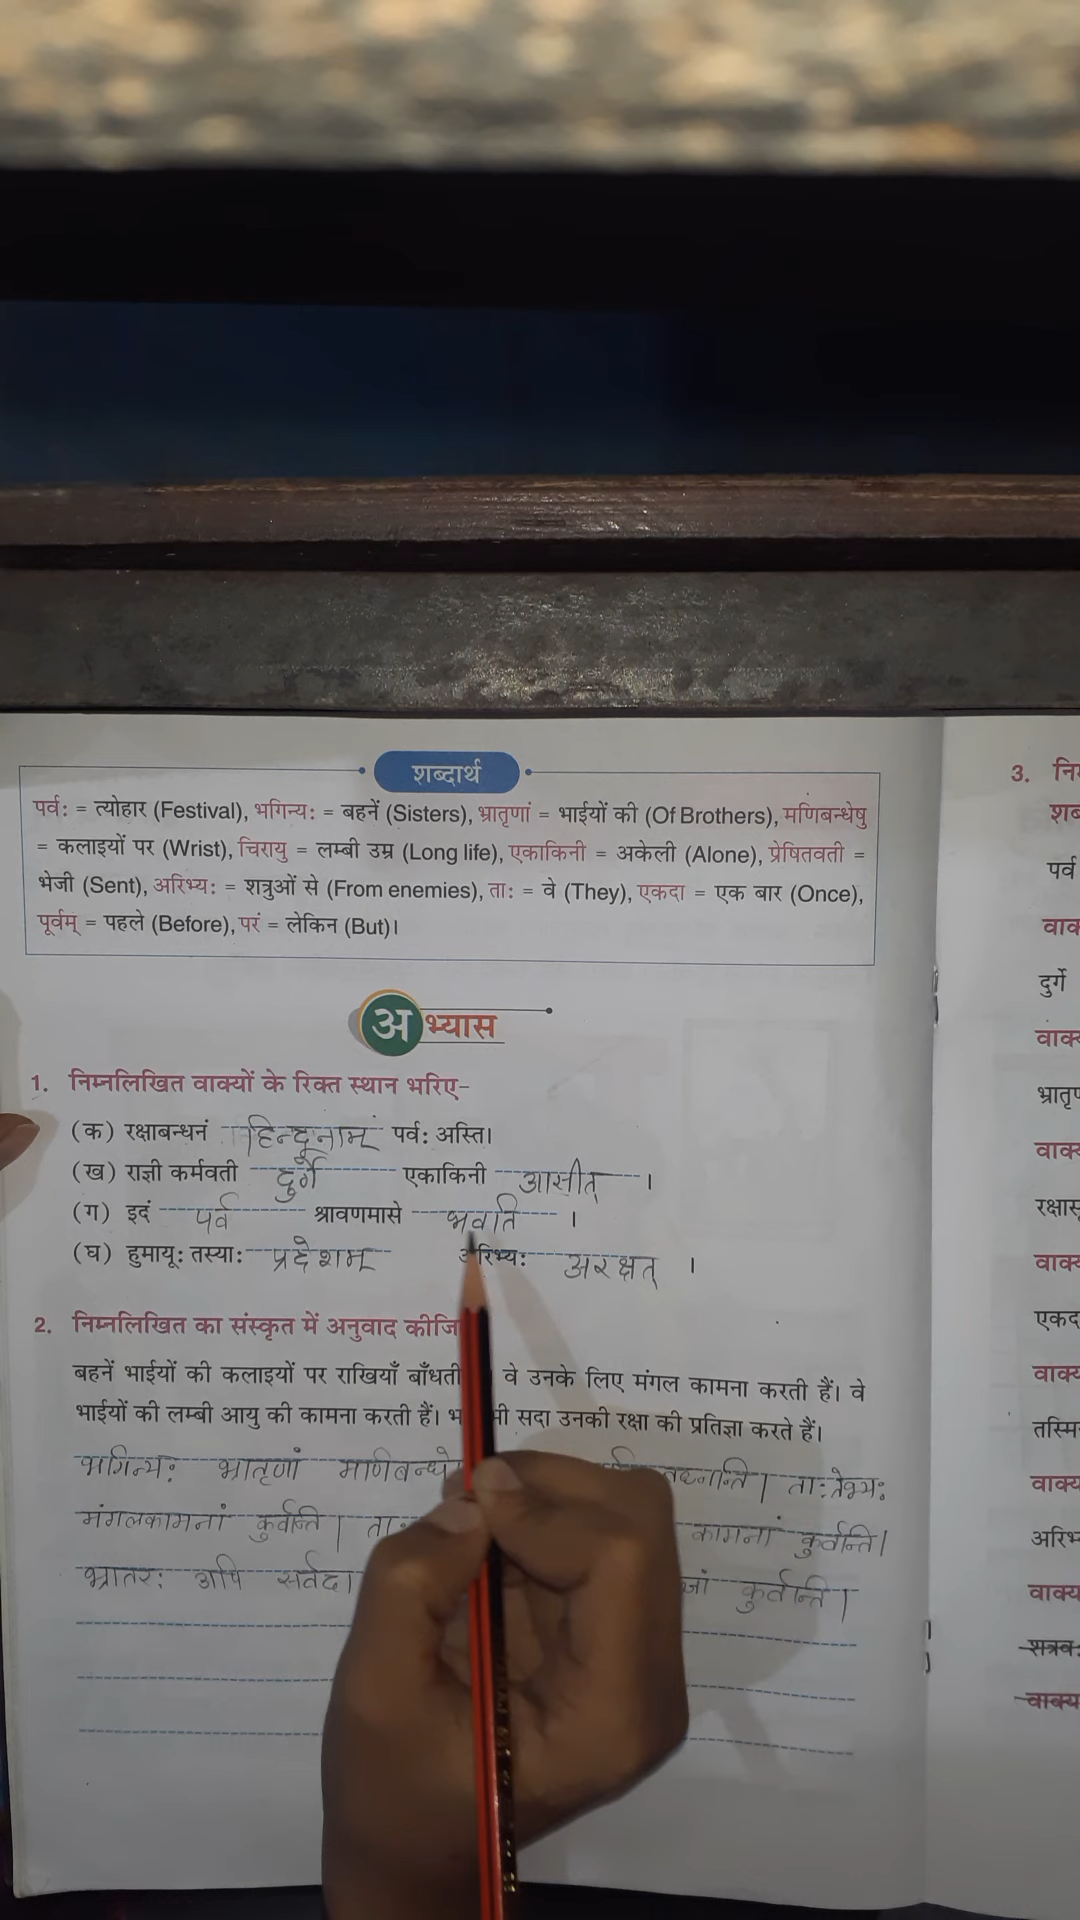 शब्दार्थ
पर्व: = त्योहार (Festival), भगिन्य: = बहनें (Sisters), भ्रातृणां = भाईयों की (Of Brothers), मणिबन्धेषु
= कलाइयों पर (Wrist), चिरायु = लम्बी उम्र (Long life), एकाकिनी = अकेली (Alone), प्रेषितवती =
भेजी (Sent), अरिभ्य: = शत्रुओं से (From enemies), ता: = वे (They), एकदा = एक बार (Once),
पूर्वम् = पहले (Before), परं = लेकिन (But)।
अभ्यास
1. निम्नलिखित वाक्यों के रिक्त स्थान भरिए–
(क) रक्षाबन्धनं हिन्दूनाम् पर्व: अस्ति।
(ख) राज्ञी कर्मवती दुर्गे एकाकिनी आसीत् ।
(ग) इदं पर्व श्रावणमासे भवति ।
(घ) हुमायू: तस्या: प्रदेशम् अरिभ्य: अरक्षत् ।
2. निम्नलिखित का संस्कृत में अनुवाद कीजि
बहनें भाईयों की कलाइयों पर राखियाँ बाँधती वे उनके लिए मंगल कामना करती हैं। वे
भाईयों की लम्बी आयु की कामना करती हैं। भ भी सदा उनकी रक्षा की प्रतिज्ञा करते हैं।
भगिन्य: भ्रातृणां मणिबन्धे ता: तेभ्य:
मंगलकामनां कुर्वन्ति। ता: कामनां कुर्वन्ति।
भ्रातर: अपि सर्वदा कुर्वन्ति।
3. नि
शब
पर्व
वाक
दुर्गे
वाक्
भ्रातृ
वाक्
रक्षास
वाक्
एकद
वाक्
तस्मि
वाक्य
अरिभ
वाक्य
शत्रव:
वाक्य